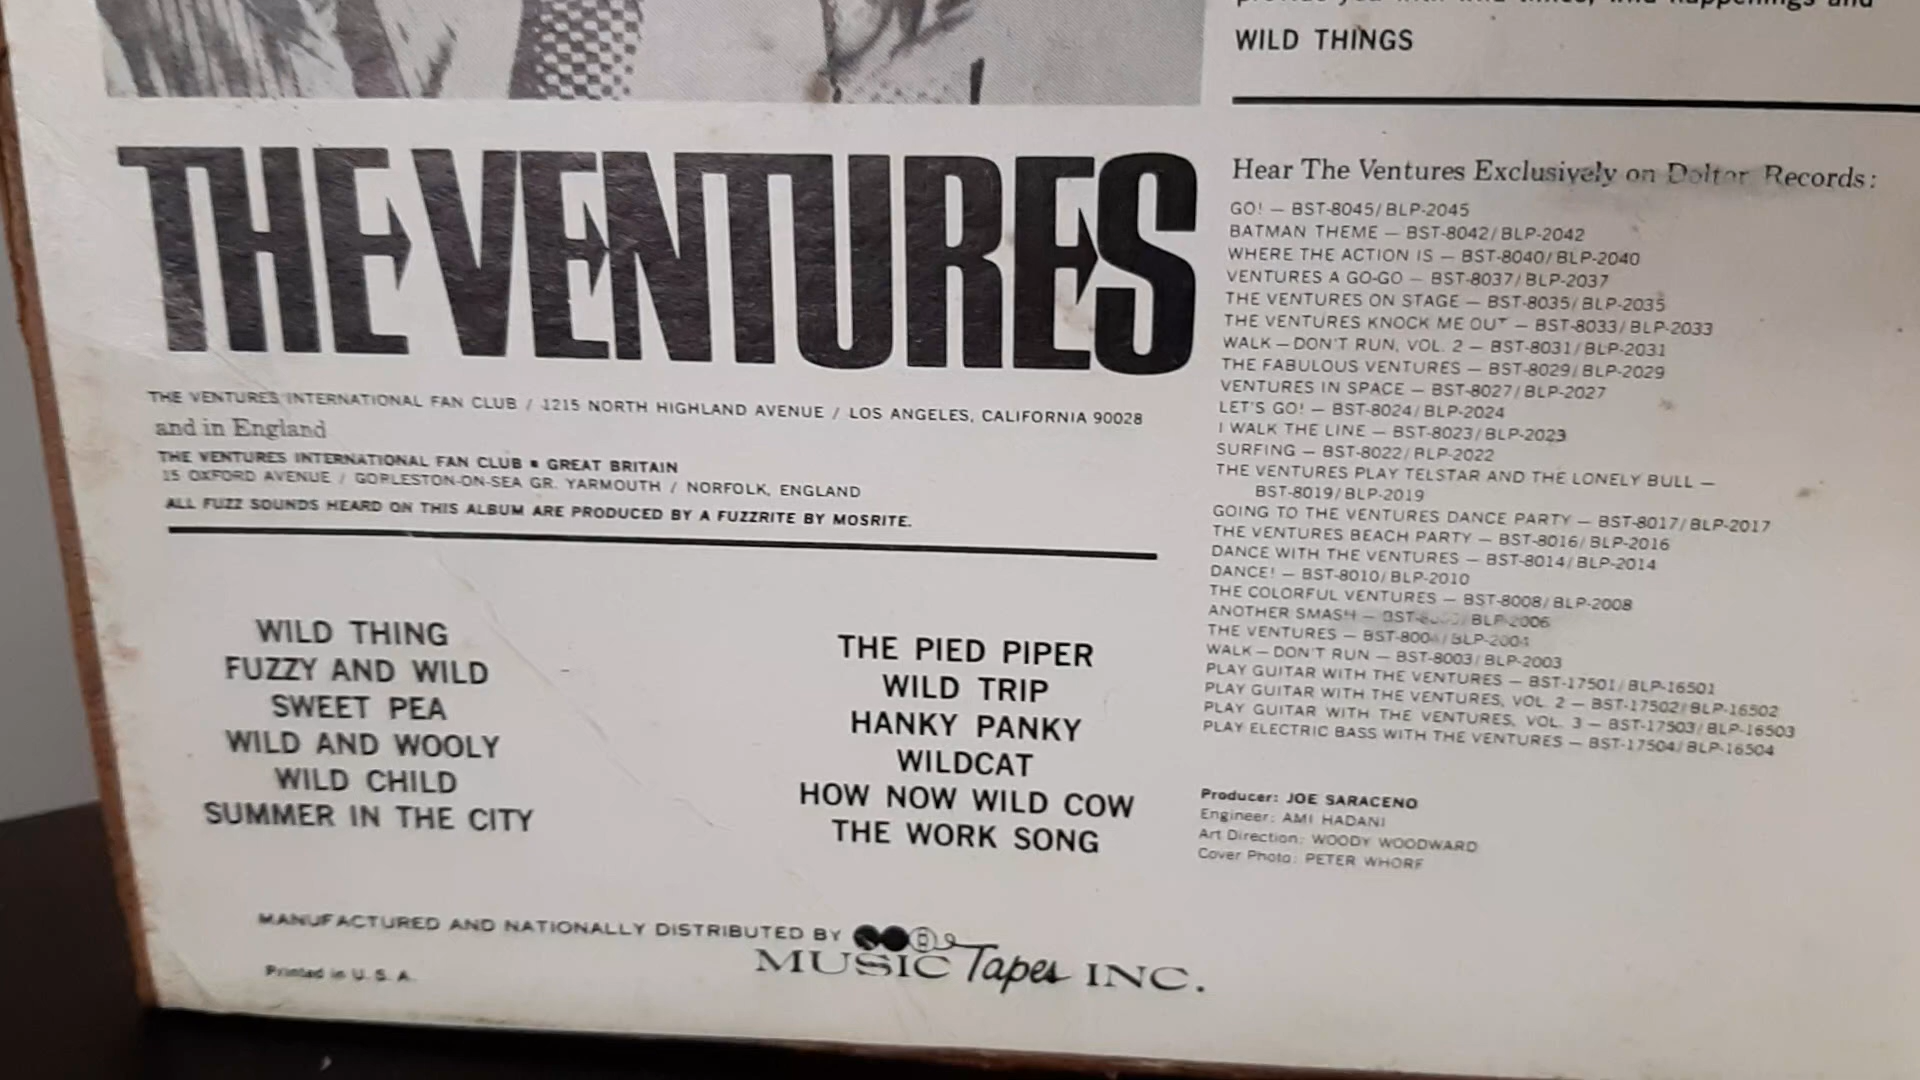 WILD THINGS
THE VENTURES
THE VENTURES INTERNATIONAL FAN CLUB / 1215 NORTH HIGHLAND AVENUE / LOS ANGELES, CALIFORNIA 90028
and in England
THE VENTURES INTERNATIONAL FAN CLUB ■ GREAT BRITAIN
15 OXFORD AVENUE / GORLESTON-ON-SEA GR. YARMOUTH / NORFOLK, ENGLAND
ALL FUZZ SOUNDS HEARD ON THIS ALBUM ARE PRODUCED BY A FUZZRITE BY MOSRITE.
WILD THING
FUZZY AND WILD
SWEET PEA
WILD AND WOOLY
WILD CHILD
SUMMER IN THE CITY
THE PIED PIPER
WILD TRIP
HANKY PANKY
WILDCAT
HOW NOW WILD COW
THE WORK SONG
Hear The Ventures Exclusively on Dolton Records:
GO! — BST-8045/BLP-2045
BATMAN THEME — BST-8042/BLP-2042
WHERE THE ACTION IS — BST-8040/BLP-2040
VENTURES A GO-GO — BST-8037/BLP-2037
THE VENTURES ON STAGE — BST-8035/BLP-2035
THE VENTURES KNOCK ME OUT — BST-8033/BLP-2033
WALK — DON'T RUN, VOL. 2 — BST-8031/BLP-2031
THE FABULOUS VENTURES — BST-8029/BLP-2029
VENTURES IN SPACE — BST-8027/BLP-2027
LET'S GO! — BST-8024/BLP-2024
I WALK THE LINE — BST-8023/BLP-2023
SURFING — BST-8022/BLP-2022
THE VENTURES PLAY TELSTAR AND THE LONELY BULL —
BST-8019/BLP-2019
GOING TO THE VENTURES DANCE PARTY — BST-8017/BLP-2017
THE VENTURES BEACH PARTY — BST-8016/BLP-2016
DANCE WITH THE VENTURES — BST-8014/BLP-2014
DANCE! — BST-8010/BLP-2010
THE COLORFUL VENTURES — BST-8008/BLP-2008
ANOTHER SMASH — BLP-2006
THE VENTURES — BST-8004/BLP-2004
WALK — DON'T RUN — BST-8003/BLP-2003
PLAY GUITAR WITH THE VENTURES — BST-17501/BLP-16501
PLAY GUITAR WITH THE VENTURES, VOL. 2 — BST-17502/BLP-16502
PLAY GUITAR WITH THE VENTURES, VOL. 3 — BST-17503/BLP-16503
PLAY ELECTRIC BASS WITH THE VENTURES — BST-17504/BLP-16504
Producer: JOE SARACENO
Engineer: AMI HADANI
Art Direction: WOODY WOODWARD
Cover Photo: PETER WHORF
MANUFACTURED AND NATIONALLY DISTRIBUTED BY
MUSIC Tapes INC.
Printed in U. S. A.